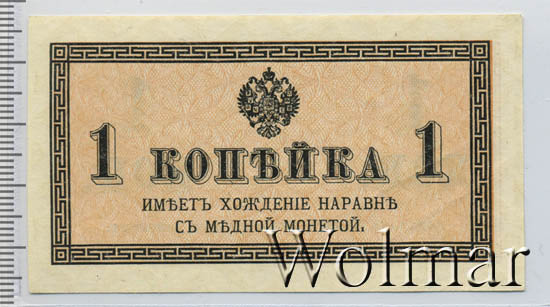 1 КОПѢЙКА 1
ИМѢЕТЪ ХОЖДЕНІЕ НАРАВНѢ
СЪ МѢДНОЙ МОНЕТОЙ.
Wolmar